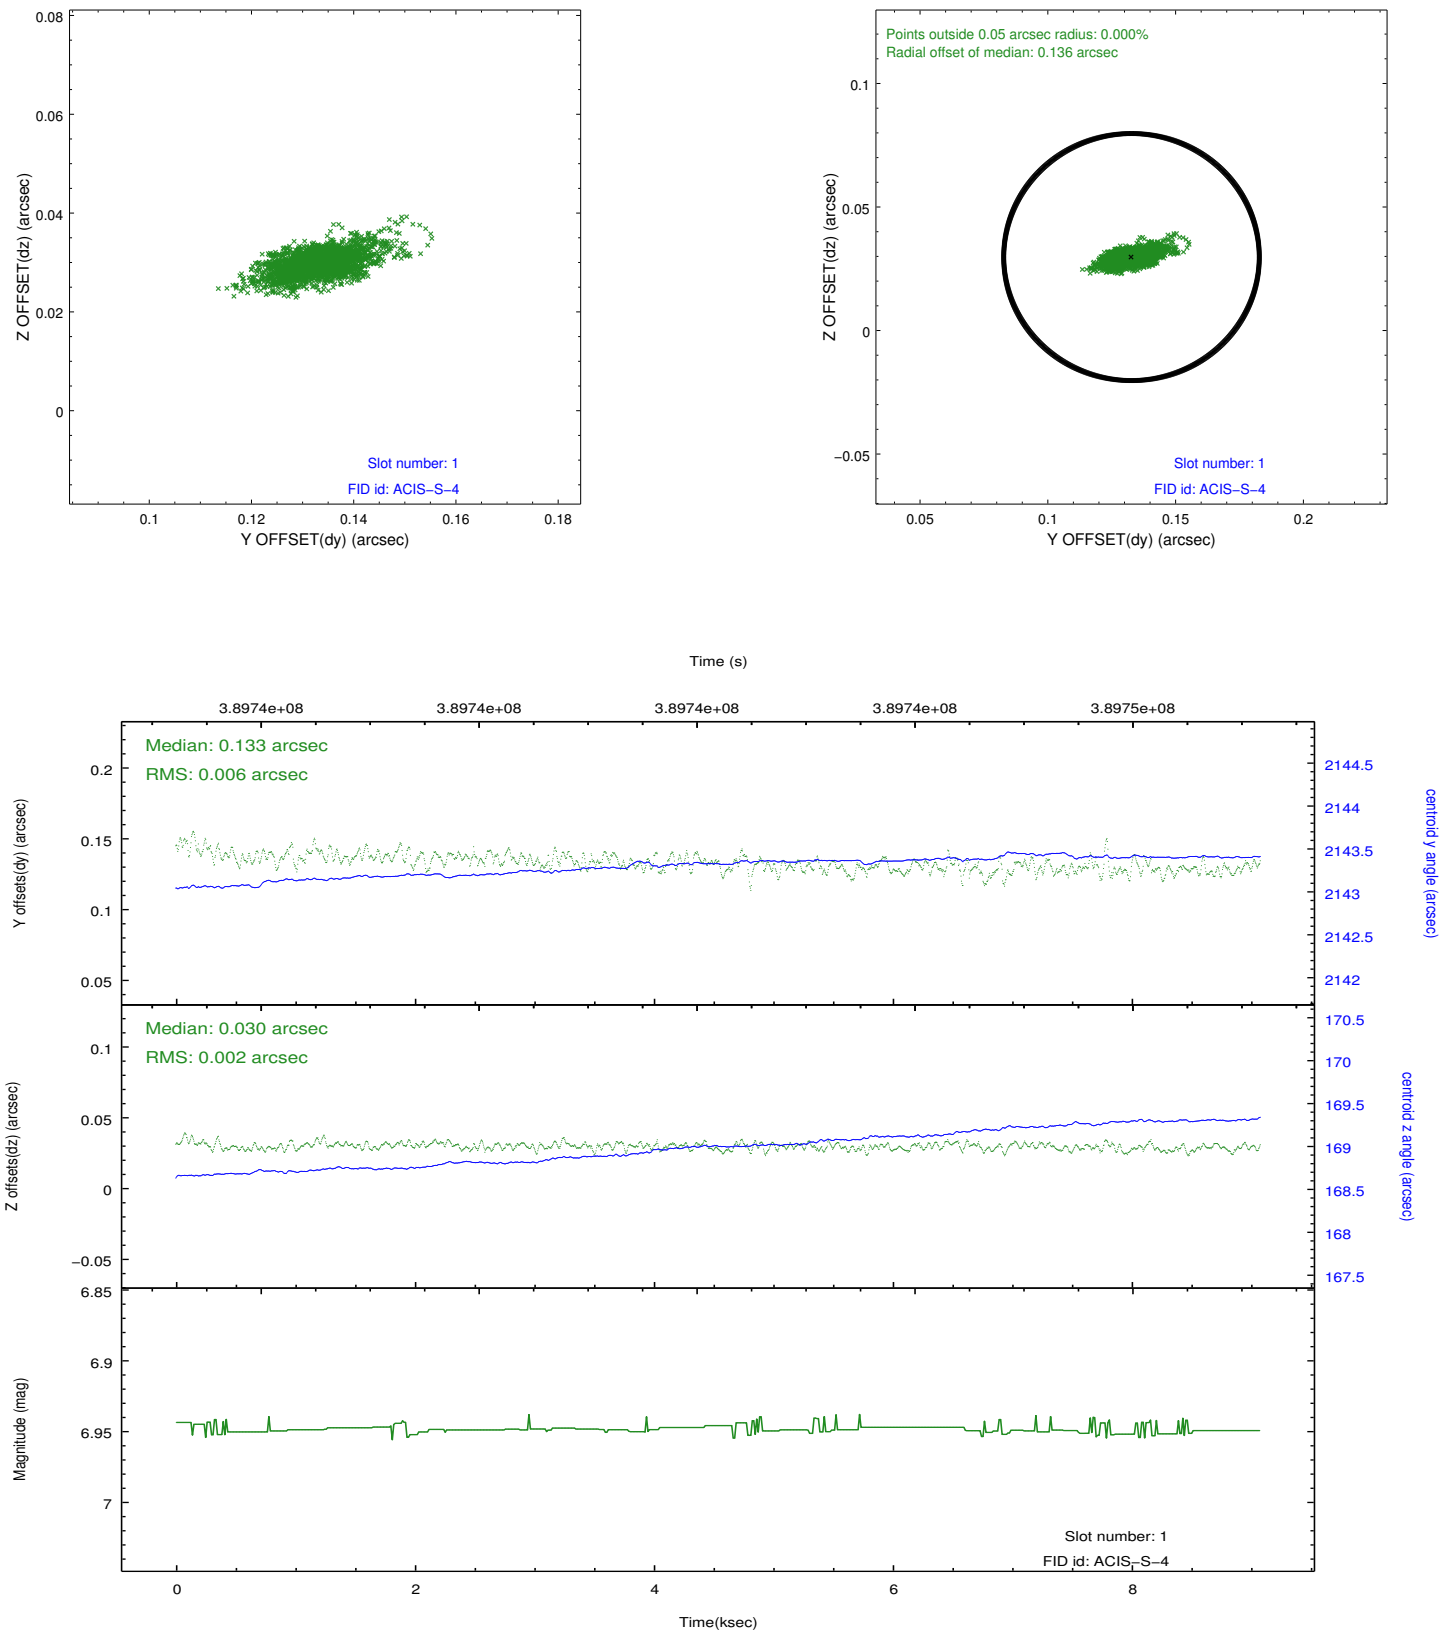 0.08
0.06
0.04
0.02
0
Z OFFSET(dz) (arcsec)
Slot number: 1
FID id: ACIS−S−4
0.1 0.12 0.14 0.16 0.18
Y OFFSET(dy) (arcsec)
Points outside 0.05 arcsec radius: 0.000%
Radial offset of median: 0.136 arcsec
0.1
0.05
0
−0.05
Z OFFSET(dz) (arcsec)
Slot number: 1
FID id: ACIS−S−4
0.05 0.1 0.15 0.2
Y OFFSET(dy) (arcsec)
Time (s)
3.8974e+08 3.8974e+08 3.8974e+08 3.8974e+08 3.8975e+08
Median: 0.133 arcsec
RMS: 0.006 arcsec
0.2
0.15
0.1
0.05
Y offsets(dy) (arcsec)
2144.5
2144
2143.5
2143
2142.5
2142
centroid y angle (arcsec)
Median: 0.030 arcsec
RMS: 0.002 arcsec
0.1
0.05
0
−0.05
Z offsets(dz) (arcsec)
170.5
170
169.5
169
168.5
168
167.5
centroid z angle (arcsec)
6.85
6.9
6.95
7
Magnitude (mag)
Slot number: 1
FID id: ACIS−S−4
0 2 4 6 8
Time(ksec)